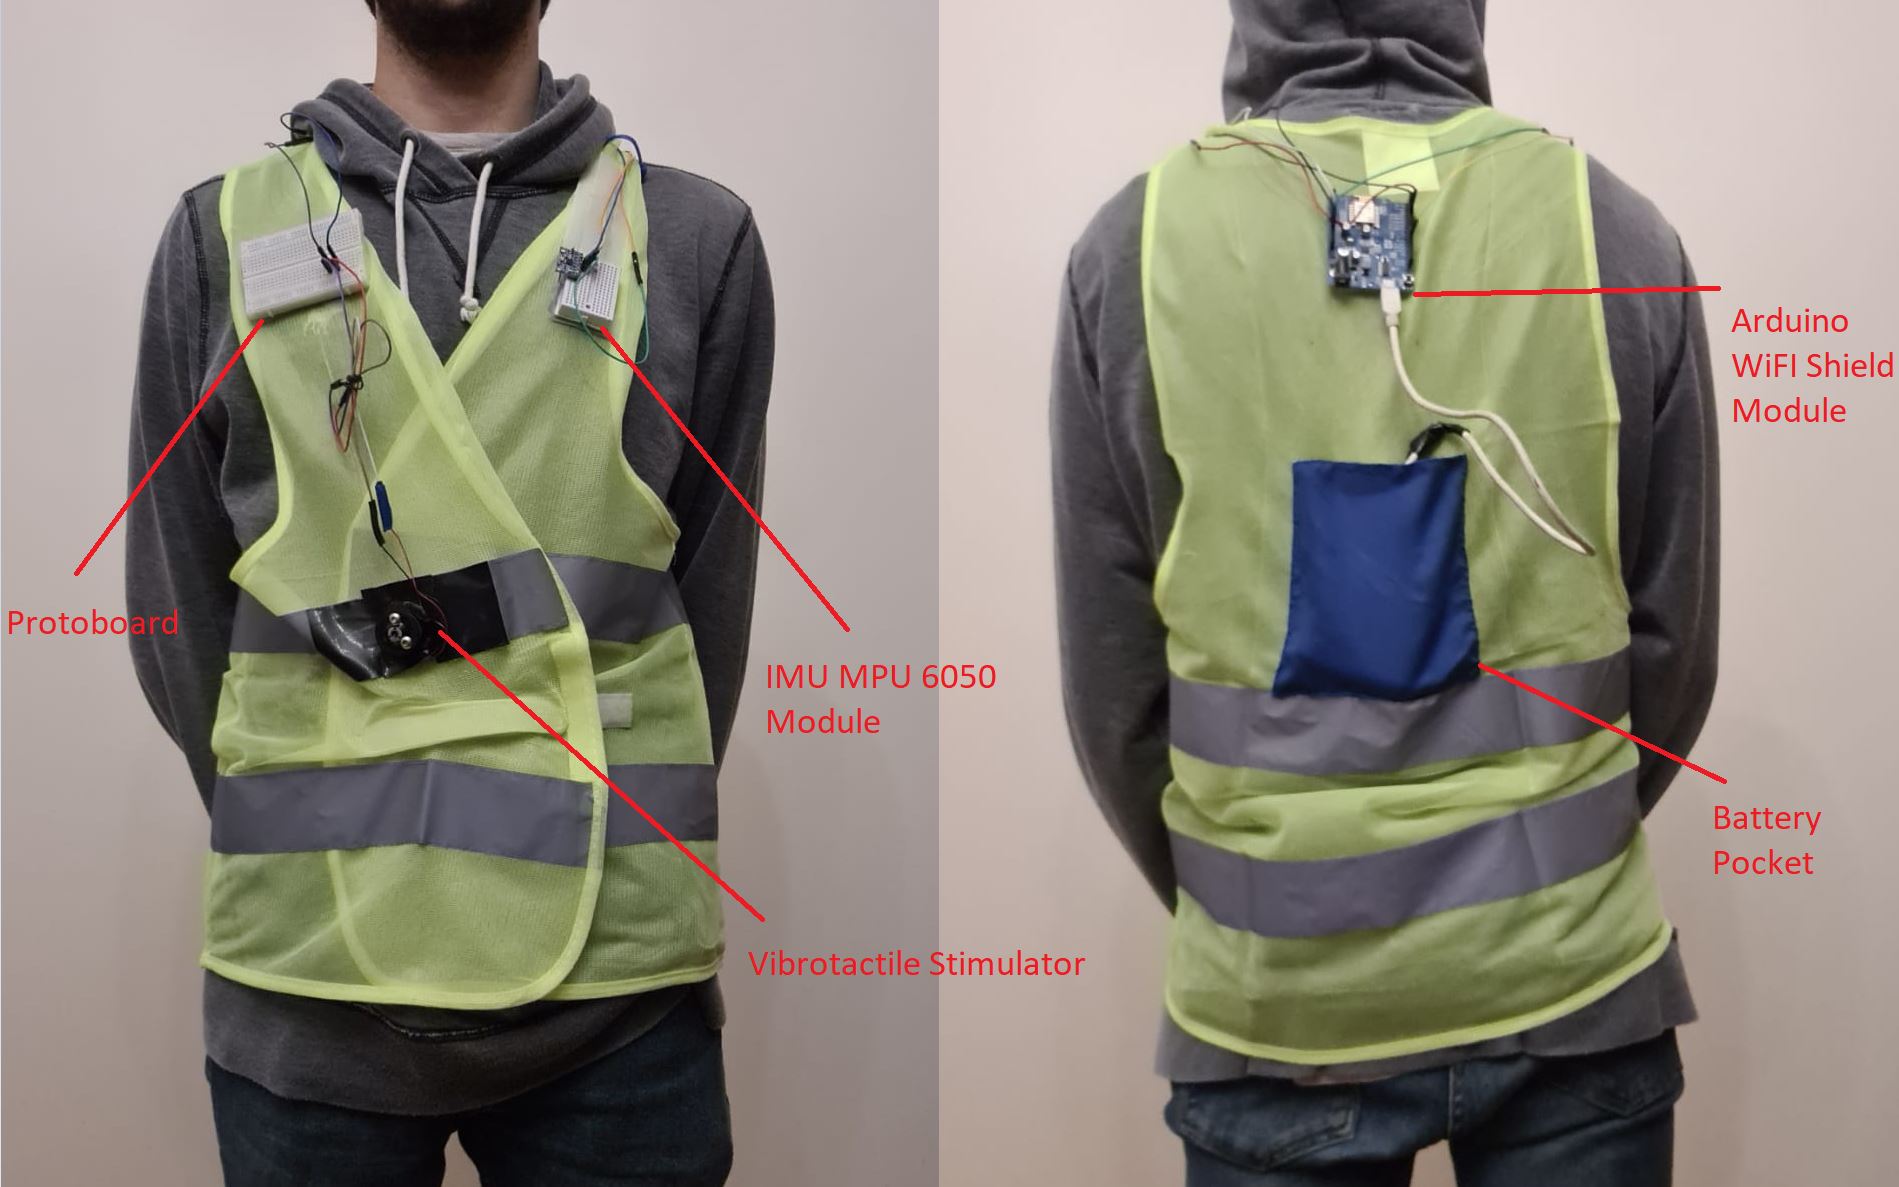 Protoboard
IMU MPU 6050
Module
Vibrotactile Stimulator
Arduino
WiFI Shield
Module
Battery
Pocket